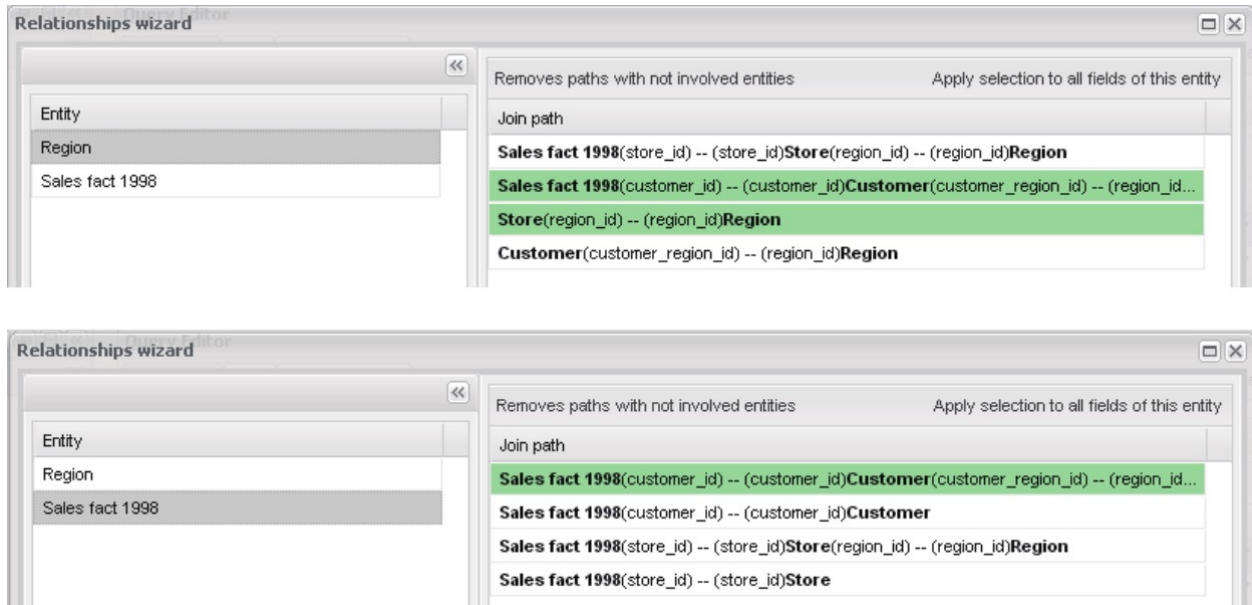 Query Editor
Relationships wizard
Removes paths with not involved entities Apply selection to all fields of this entity
Entity
Join path
Region
Sales fact 1998(store_id) -- (store_id)Store(region_id) -- (region_id)Region
Sales fact 1998
Sales fact 1998(customer_id) -- (customer_id)Customer(customer_region_id) -- (region_id...
Store(region_id) -- (region_id)Region
Customer(customer_region_id) -- (region_id)Region
Query Editor
Relationships wizard
Removes paths with not involved entities Apply selection to all fields of this entity
Entity
Join path
Region
Sales fact 1998(customer_id) -- (customer_id)Customer(customer_region_id) -- (region_id...
Sales fact 1998
Sales fact 1998(customer_id) -- (customer_id)Customer
Sales fact 1998(store_id) -- (store_id)Store(region_id) -- (region_id)Region
Sales fact 1998(store_id) -- (store_id)Store